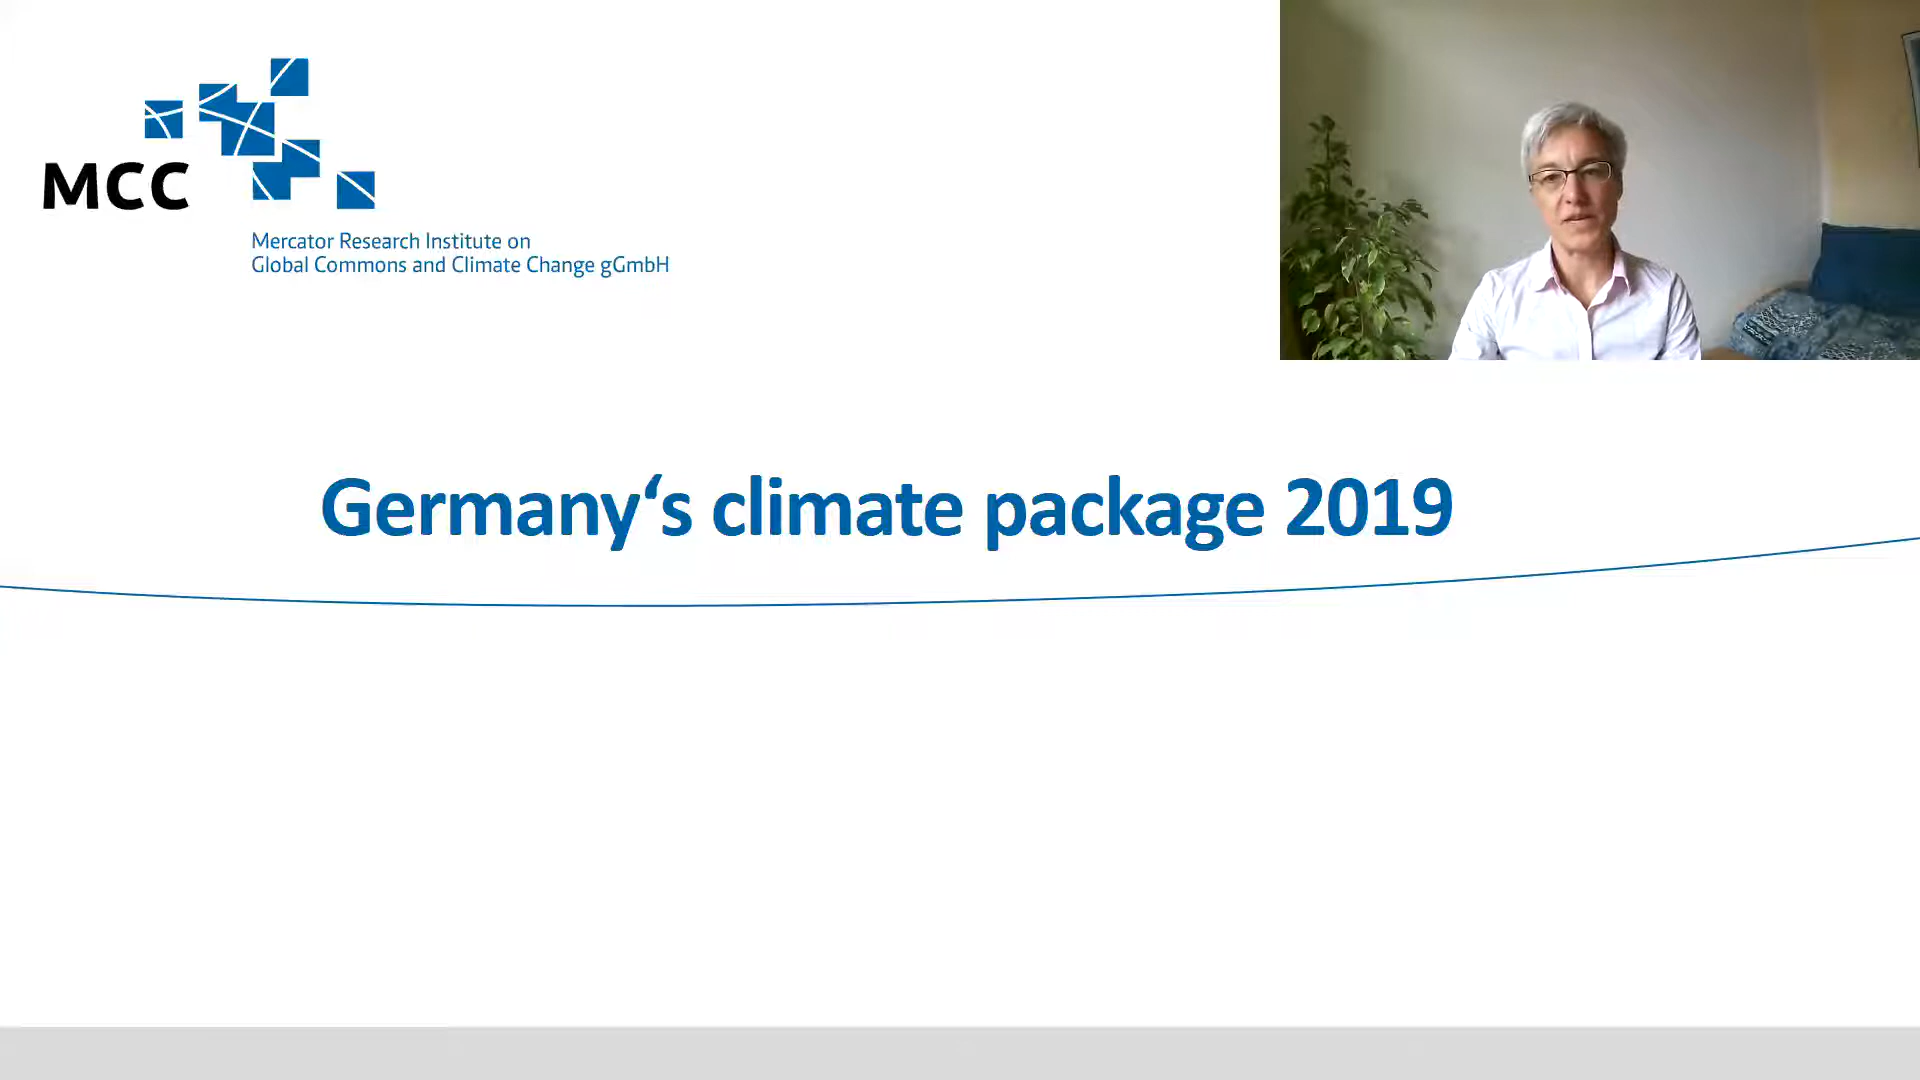 MCC
Mercator Research Institute on
Global Commons and Climate Change gGmbH
Germany‘s climate package 2019